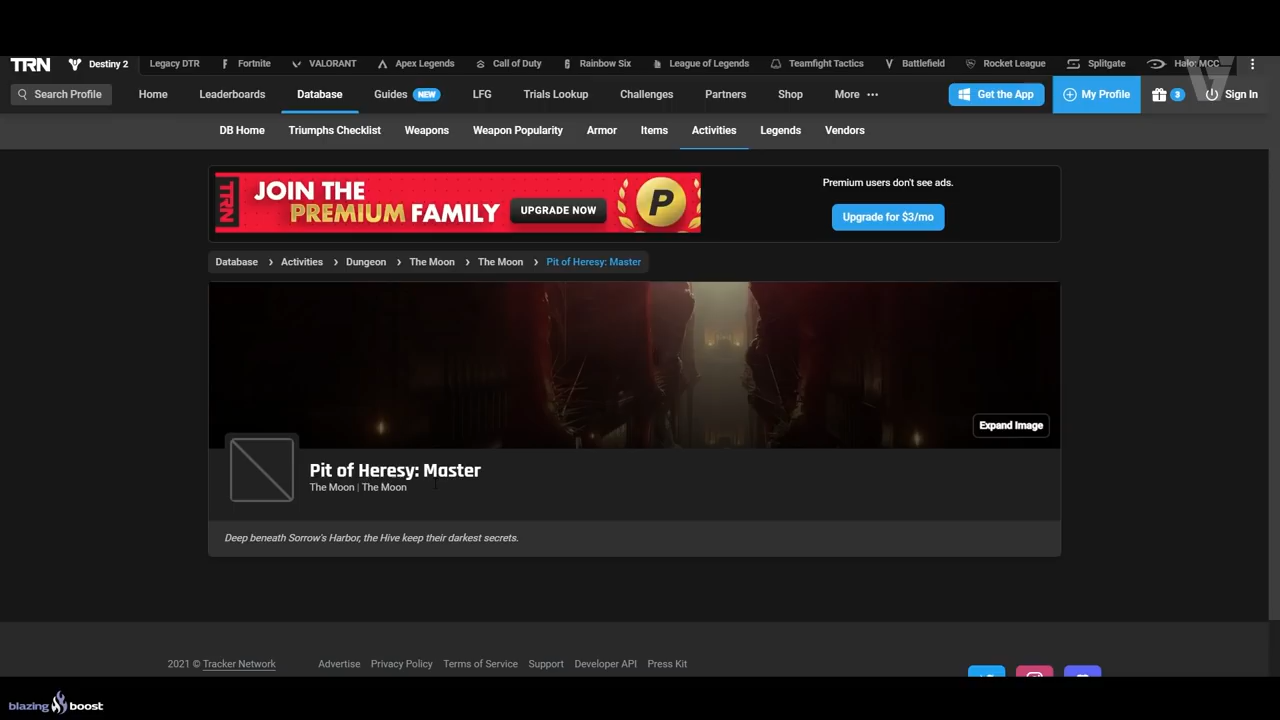 TRN Destiny 2 Legacy DTR Fortnite VALORANT Apex Legends Call of Duty Rainbow Six League of Legends Teamfight Tactics Battlefield Rocket League Splitgate Halo: MCC
Search Profile Home Leaderboards Database Guides NEW LFG Trials Lookup Challenges Partners Shop More Get the App My Profile 3 Sign In
DB Home Triumphs Checklist Weapons Weapon Popularity Armor Items Activities Legends Vendors
TRN
JOIN THE
PREMIUM FAMILY
UPGRADE NOW
P
Premium users don't see ads.
Upgrade for $3/mo
Database > Activities > Dungeon > The Moon > The Moon > Pit of Heresy: Master
Expand Image
Pit of Heresy: Master
The Moon | The Moon
Deep beneath Sorrow's Harbor, the Hive keep their darkest secrets.
2021 © Tracker Network Advertise Privacy Policy Terms of Service Support Developer API Press Kit
blazing boost